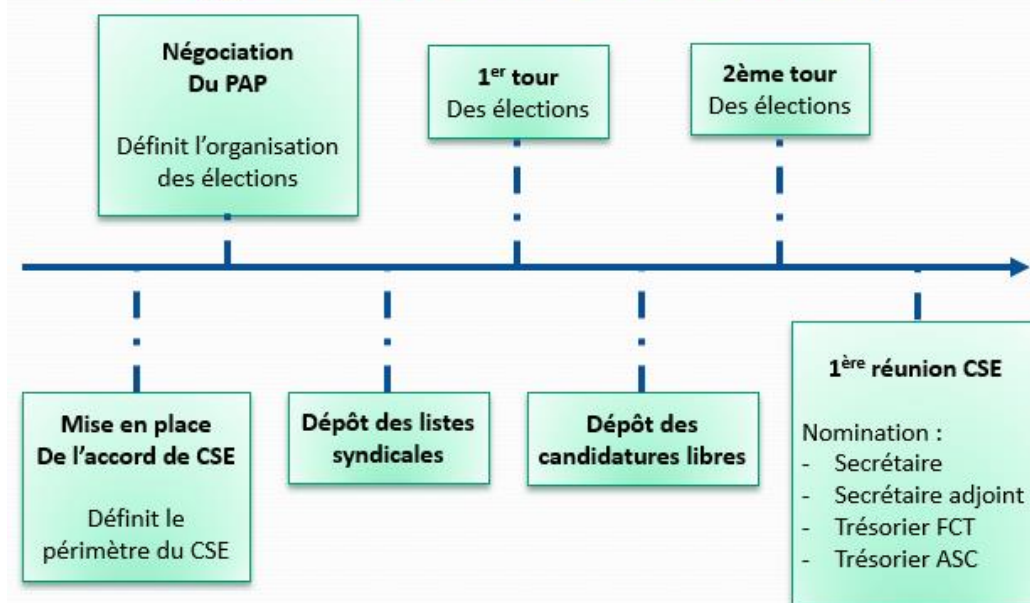 Négociation
Du PAP
Définit l'organisation
des élections
1er tour
Des élections
2ème tour
Des élections
Mise en place
De l'accord de CSE
Définit le
périmètre du CSE
Dépôt des listes
syndicales
Dépôt des
candidatures libres
1ère réunion CSE
Nomination :
- Secrétaire
- Secrétaire adjoint
- Trésorier FCT
- Trésorier ASC